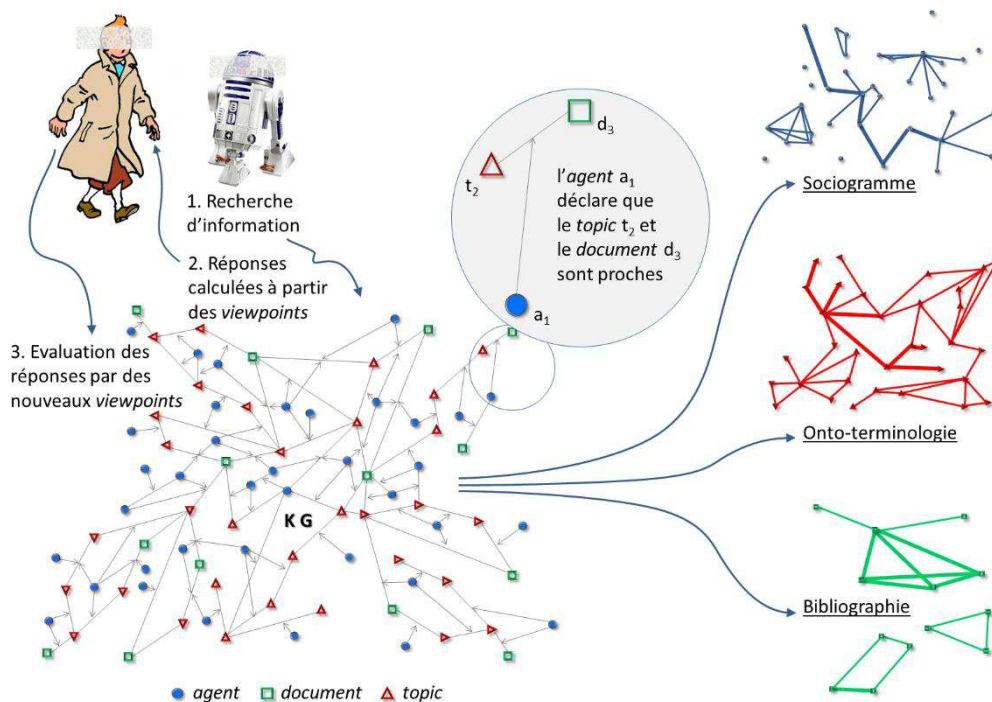 1. Recherche
d'information
2. Réponses
calculées à partir
des viewpoints
3. Evaluation des
réponses par des
nouveaux viewpoints
d3
t2
l'agent a1
déclare que
le topic t2 et
le document d3
sont proches
a1
KG
Sociogramme
Onto-terminologie
Bibliographie
agent document topic